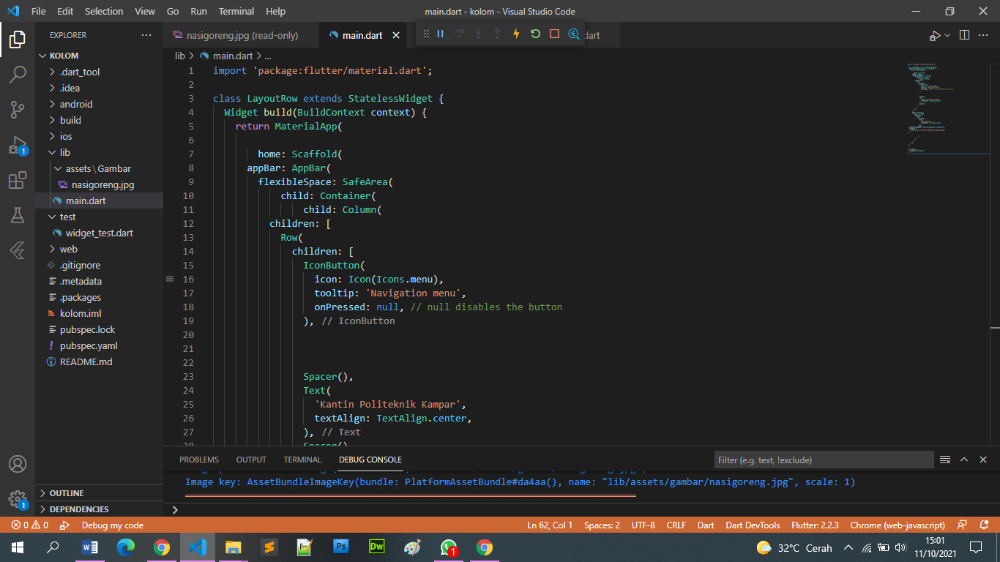 File Edit Selection View Go Run Terminal Help
main.dart - kolom - Visual Studio Code
EXPLORER
nasigoreng.jpg (read-only)
main.dart
dart
KOLOM
.dart_tool
.idea
android
build
ios
lib
assets\Gambar
nasigoreng.jpg
main.dart
test
widget_test.dart
web
.gitignore
.metadata
.packages
kolom.iml
pubspec.lock
pubspec.yaml
README.md
OUTLINE
DEPENDENCIES
1
1
lib > main.dart > ...
1 import 'package:flutter/material.dart';
2
3 class LayoutRow extends StatelessWidget {
4 Widget build(BuildContext context) {
5 return MaterialApp(
6
7 home: Scaffold(
8 appBar: AppBar(
9 flexibleSpace: SafeArea(
10 child: Container(
11 child: Column(
12 children: [
13 Row(
14 children: [
15 IconButton(
16 icon: Icon(Icons.menu),
17 tooltip: 'Navigation menu',
18 onPressed: null, // null disables the button
19 ), // IconButton
20
21
22
23 Spacer(),
24 Text(
25 'Kantin Politeknik Kampar',
26 textAlign: TextAlign.center,
27 ), // Text
28 Spacer()
PROBLEMS OUTPUT TERMINAL DEBUG CONSOLE
Filter (e.g. text, !exclude)
Image key: AssetBundleImageKey(bundle: PlatformAssetBundle#da4aa(), name: "lib/assets/gambar/nasigoreng.jpg", scale: 1)
════════════════════════════════════════════════════════════════════════════════
>
0 0 Debug my code
Ln 62, Col 1 Spaces: 2 UTF-8 CRLF Dart Dart DevTools Flutter: 2.2.3 Chrome (web-javascript)
32°C Cerah
15:01
11/10/2021